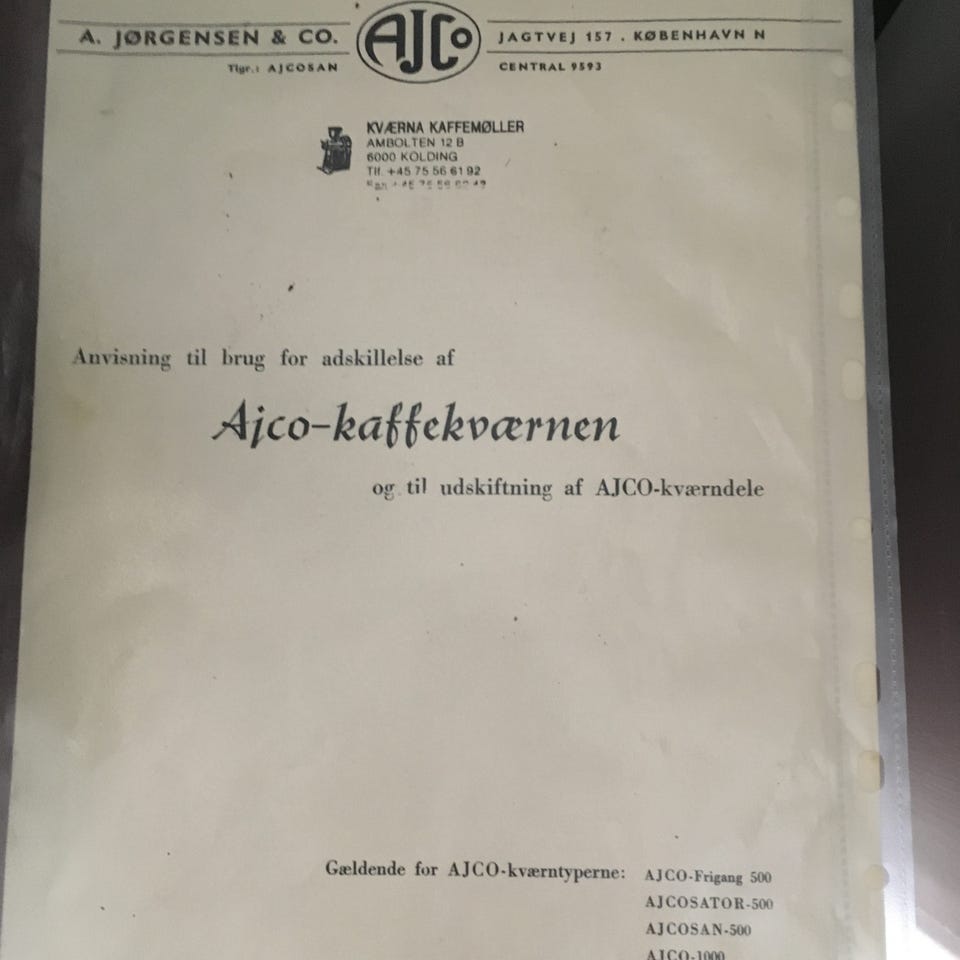 A. JØRGENSEN & CO. AJCo JAGTVEJ 157 . KØBENHAVN N
Tlgr.: AJCOSAN CENTRAL 9593
KVÆRNA KAFFEMØLLER
AMBOLTEN 12 B
6000 KOLDING
Tlf. +45 75 56 61 92
Anvisning til brug for adskillelse af
Ajco-kaffekværnen
og til udskiftning af AJCO-kværndele
Gældende for AJCO-kværntyperne: AJCO-Frigang 500
AJCOSATOR-500
AJCOSAN-500
AJCO-1000